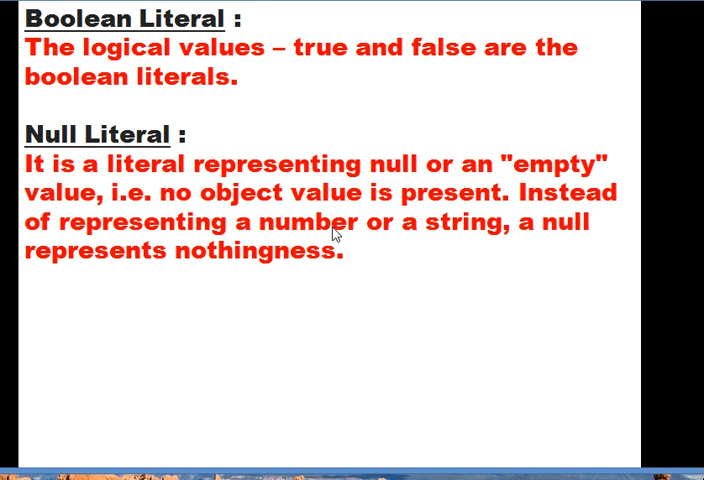 Boolean Literal :
The logical values – true and false are the
boolean literals.
Null Literal :
It is a literal representing null or an "empty"
value, i.e. no object value is present. Instead
of representing a number or a string, a null
represents nothingness.